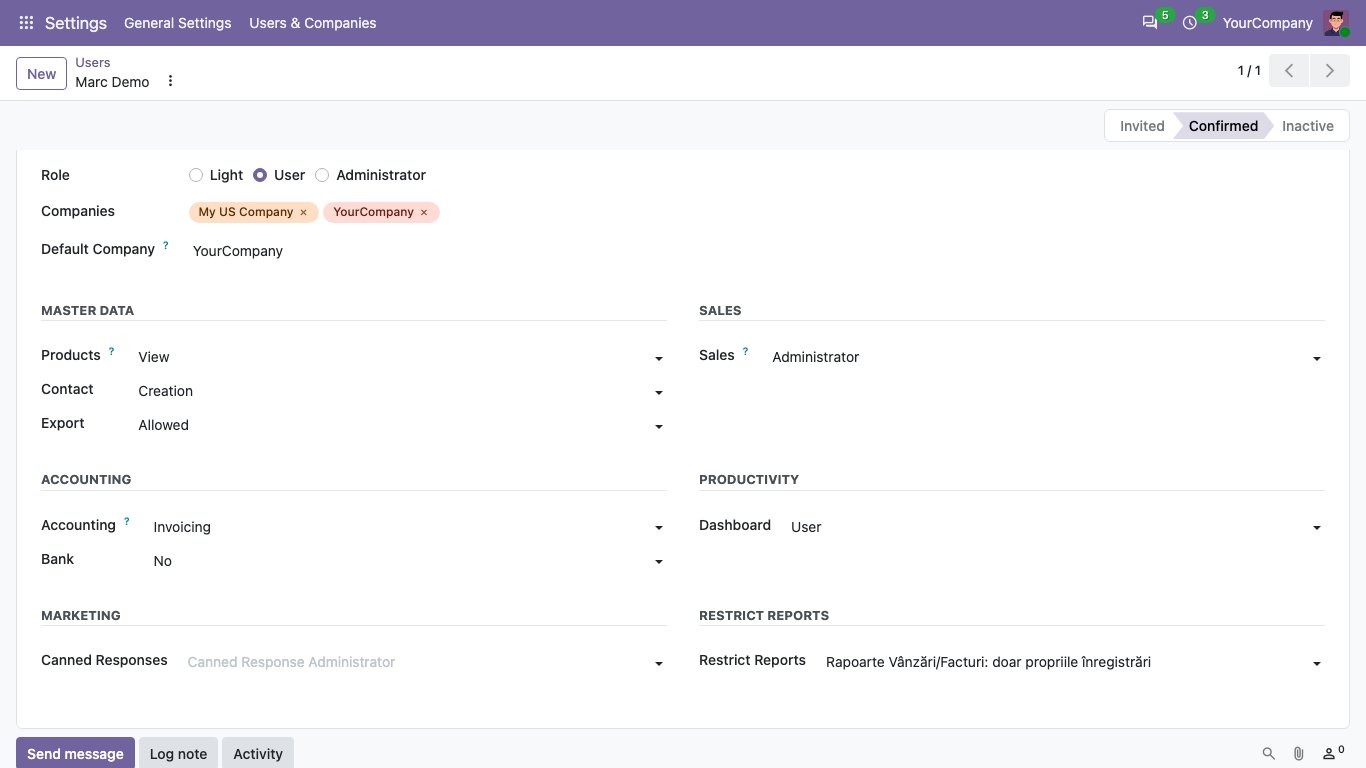 Settings General Settings Users & Companies 5 3 YourCompany
New Users
Marc Demo
1 / 1
Invited Confirmed Inactive
Role Light User Administrator
Companies My US Company × YourCompany ×
Default Company ? YourCompany
MASTER DATA SALES
Products ? View Sales ? Administrator
Contact Creation
Export Allowed
ACCOUNTING PRODUCTIVITY
Accounting ? Invoicing Dashboard User
Bank No
MARKETING RESTRICT REPORTS
Canned Responses Canned Response Administrator Restrict Reports Rapoarte Vânzări/Facturi: doar propriile înregistrări
Send message Log note Activity 0